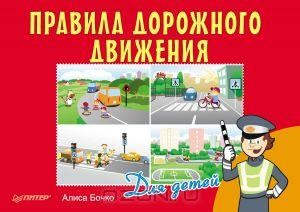 ПРАВИЛА ДОРОЖНОГО
ДВИЖЕНИЯ
Для детей
ПИТЕР
Алиса Бочко